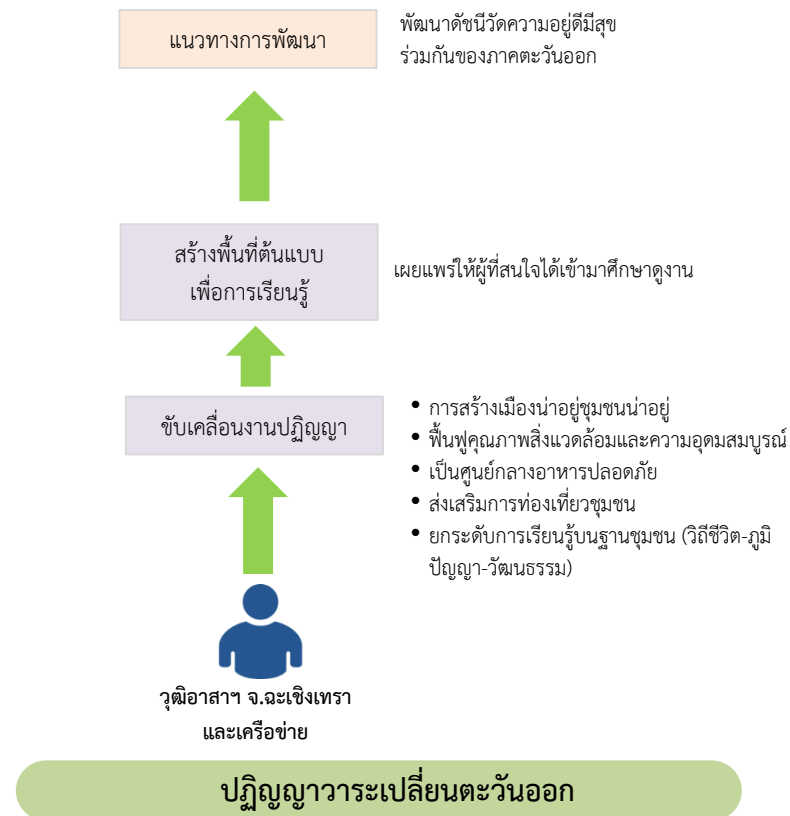 แนวทางการพัฒนา
พัฒนาดัชนีวัดความอยู่ดีมีสุข
ร่วมกันของภาคตะวันออก
สร้างพื้นที่ต้นแบบ
เพื่อการเรียนรู้
เผยแพร่ให้ผู้ที่สนใจได้เข้ามาศึกษาดูงาน
ขับเคลื่อนงานปฏิญญา
• การสร้างเมืองน่าอยู่ชุมชนน่าอยู่
• ฟื้นฟูคุณภาพสิ่งแวดล้อมและความอุดมสมบูรณ์
• เป็นศูนย์กลางอาหารปลอดภัย
• ส่งเสริมการท่องเที่ยวชุมชน
• ยกระดับการเรียนรู้บนฐานชุมชน (วิถีชีวิต-ภูมิ
ปัญญา-วัฒนธรรม)
วุฒิอาสาฯ จ.ฉะเชิงเทรา
และเครือข่าย
ปฏิญญาวาระเปลี่ยนตะวันออก